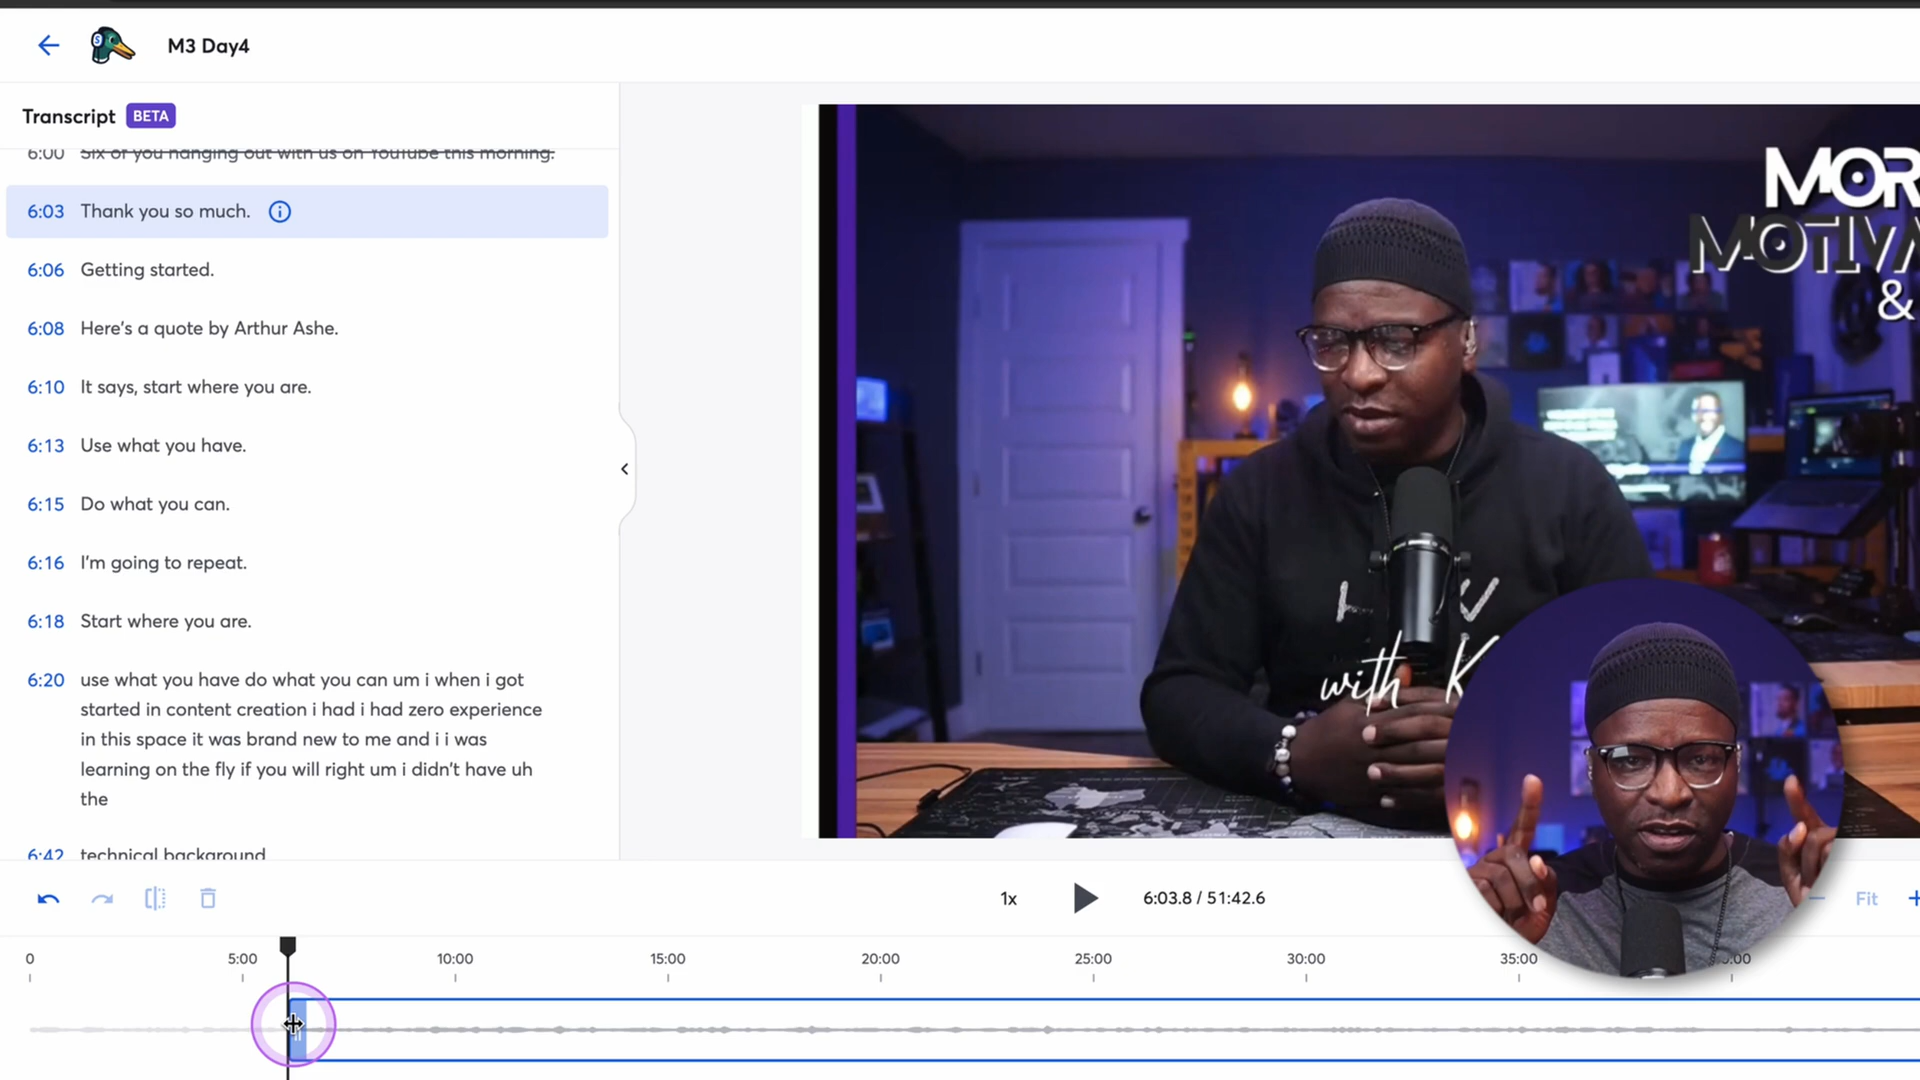 M3 Day4
Transcript BETA
6:00 Six of you hanging out with us on YouTube this morning.
6:03 Thank you so much.
6:06 Getting started.
6:08 Here's a quote by Arthur Ashe.
6:10 It says, start where you are.
6:13 Use what you have.
6:15 Do what you can.
6:16 I'm going to repeat.
6:18 Start where you are.
6:20 use what you have do what you can um i when i got
started in content creation i had i had zero experience
in this space it was brand new to me and i i was
learning on the fly if you will right um i didn't have uh
the
6:42 technical background
MOR
MOTIVA
&
with K
1x
6:03.8 / 51:42.6
Fit
0 5:00 10:00 15:00 20:00 25:00 30:00 35:00